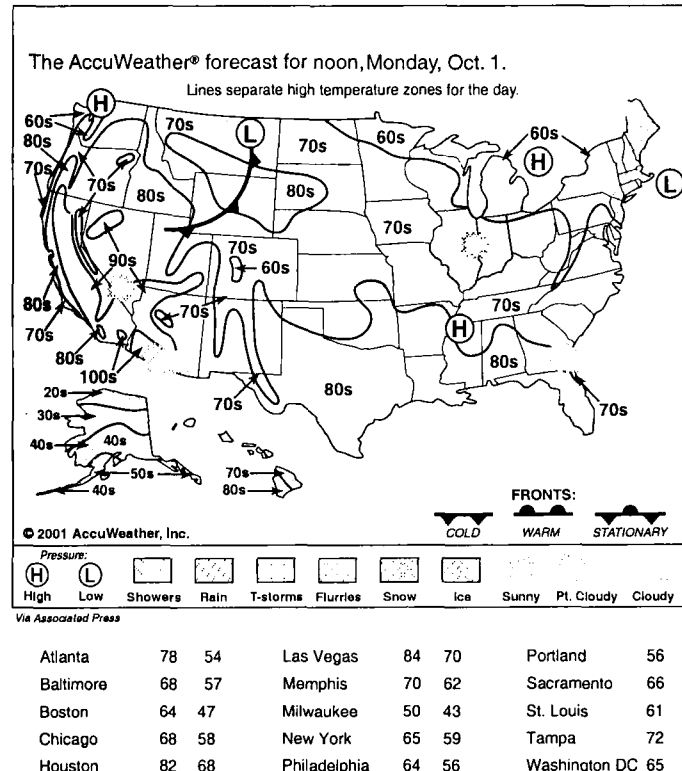 The AccuWeather® forecast for noon, Monday, Oct. 1.
Lines separate high temperature zones for the day.
H
60s
80s
70s
70s
70s
L
70s
60s
60s
H
L
80s
80s
70s
70s
60s
90s
80s
70s
80s
100s
70s
70s
80s
H
70s
80s
70s
20s
30s
40s
40s
50s
40s
70s
80s
© 2001 AccuWeather, Inc.
FRONTS:
COLD WARM STATIONARY
Pressure:
H L
High Low Showers Rain T-storms Flurries Snow Ice Sunny Pt. Cloudy Cloudy
Via Associated Press
Atlanta 78 54 Las Vegas 84 70 Portland 56
Baltimore 68 57 Memphis 70 62 Sacramento 66
Boston 64 47 Milwaukee 50 43 St. Louis 61
Chicago 68 58 New York 65 59 Tampa 72
Houston 82 68 Philadelphia 64 56 Washington DC 65